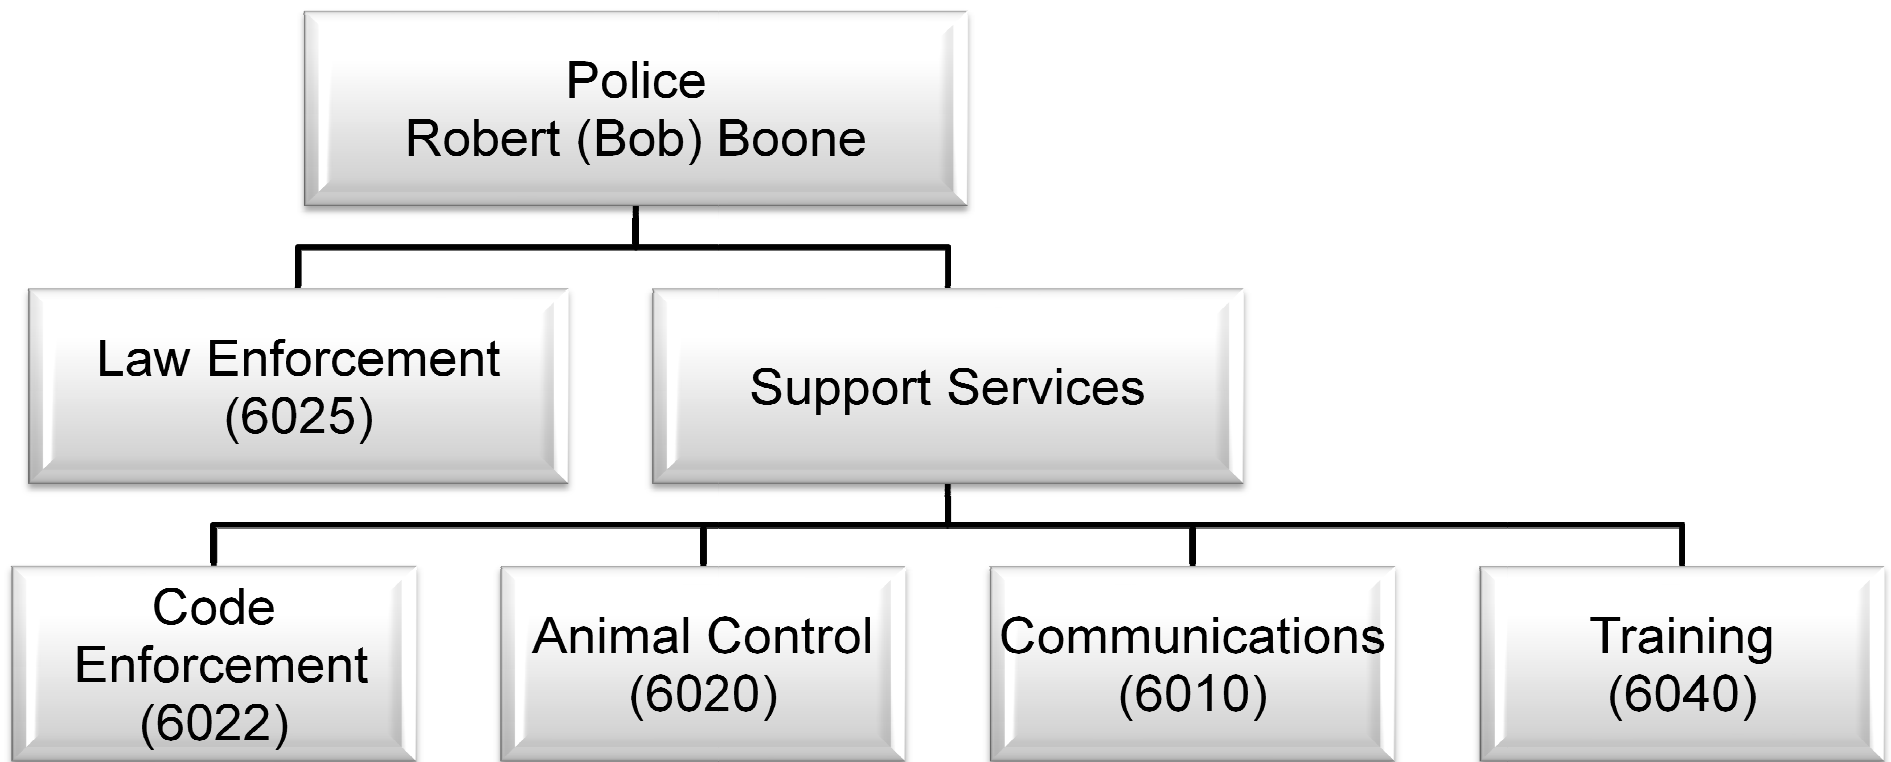 Police
Robert (Bob) Boone
Law Enforcement
(6025)
Support Services
Code
Enforcement
(6022)
Animal Control
(6020)
Communications
(6010)
Training
(6040)